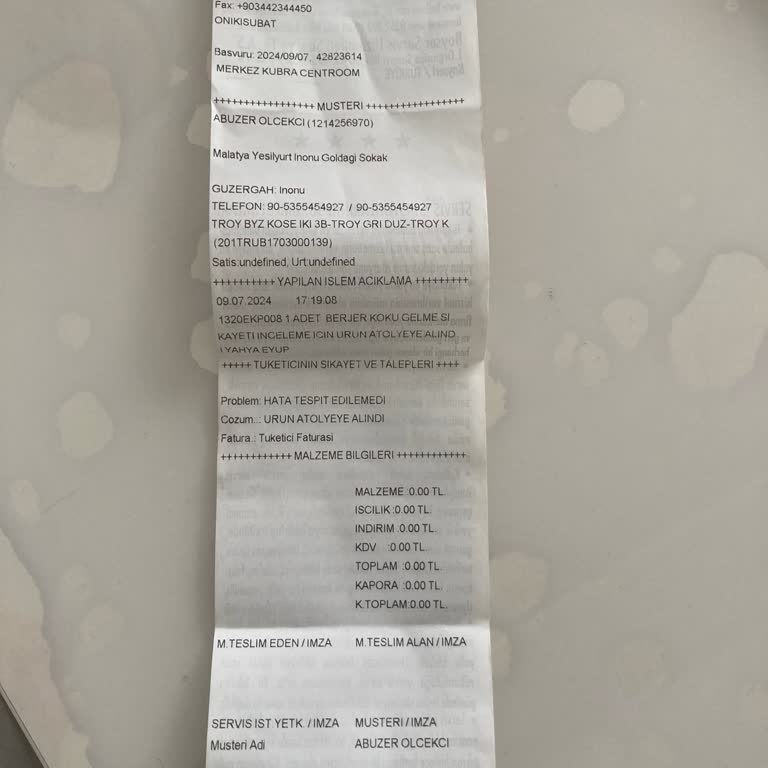 Fax: +903442344450
ONIKISUBAT
Basvuru: 2024/09/07, 42823614
MERKEZ KUBRA CENTROOM
+++++++++++++++++ MUSTERI +++++++++++++++++
ABUZER OLCEKCI (1214256970)
Malatya Yesilyurt Inonu Goldagi Sokak
GUZERGAH: Inonu
TELEFON: 90-5355454927 / 90-5355454927
TROY BYZ KOSE IKI 3B-TROY GRI DUZ-TROY K
(201TRUB1703000139)
Satis:undefined, Urt:undefined
++++++++++ YAPILAN ISLEM ACIKLAMA +++++++++
09.07.2024 17:19:08
1320EKP008 1 ADET BERJER KOKU GELME SI
KAYETI INCELEME ICIN URUN ATOLYEYE ALIND
I YAHYA EYUP
+++++ TUKETICININ SIKAYET VE TALEPLERI ++++
Problem: HATA TESPIT EDILEMEDI
Cozum..: URUN ATOLYEYE ALINDI
Fatura.: Tuketici Faturasi
++++++++++++ MALZEME BILGILERI ++++++++++++
MALZEME :0.00 TL.
ISCILIK :0.00 TL.
INDIRIM :0.00 TL.
KDV :0.00 TL.
TOPLAM :0.00 TL.
KAPORA :0.00 TL.
K.TOPLAM:0.00 TL.
M.TESLIM EDEN / IMZA M.TESLIM ALAN / IMZA
SERVIS IST YETK. / IMZA MUSTERI / IMZA
Musteri Adi ABUZER OLCEKCI